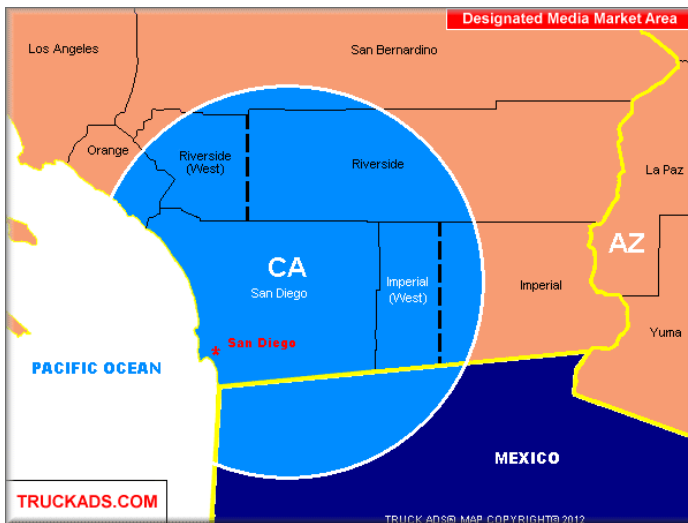 Designated Media Market Area
Los Angeles
San Bernardino
Orange
Riverside
(West)
Riverside
La Paz
CA
San Diego
Imperial
(West)
Imperial
AZ
Yuma
* San Diego
PACIFIC OCEAN
MEXICO
TRUCKADS.COM
TRUCK ADS® MAP COPYRIGHT© 2012